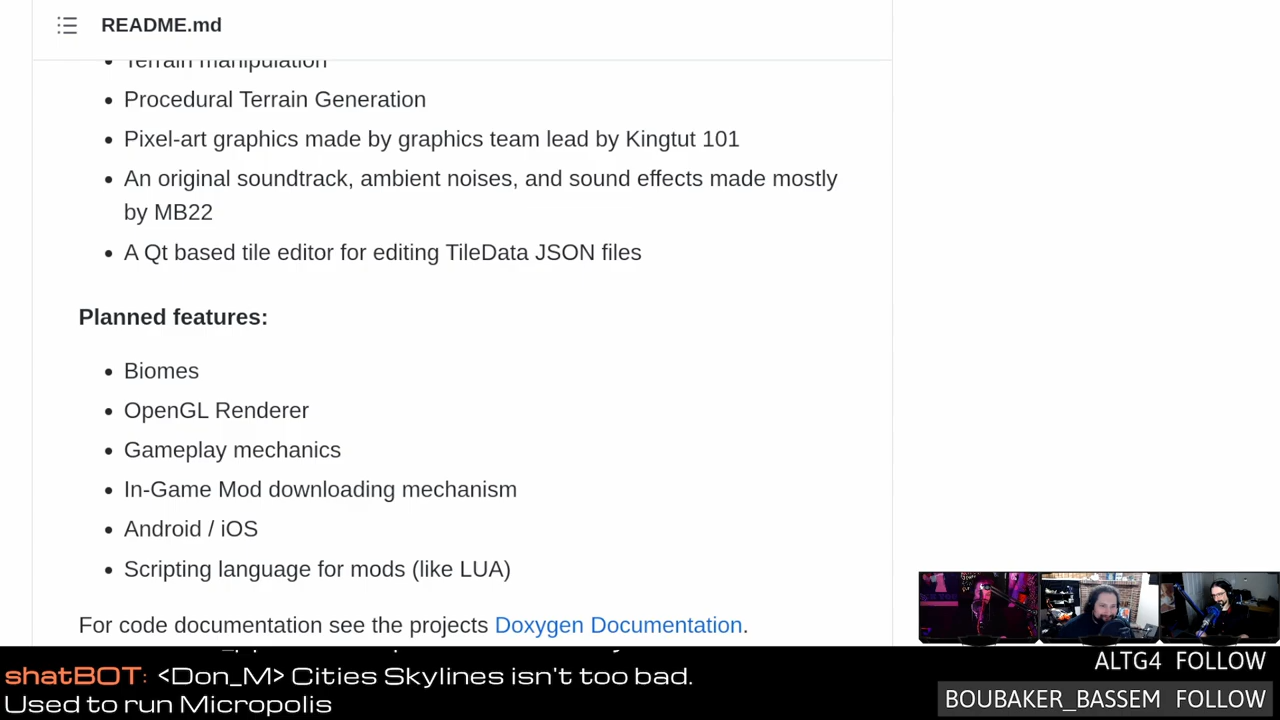 README.md
Terrain manipulation
Procedural Terrain Generation
Pixel-art graphics made by graphics team lead by Kingtut 101
An original soundtrack, ambient noises, and sound effects made mostly
by MB22
A Qt based tile editor for editing TileData JSON files
Planned features:
Biomes
OpenGL Renderer
Gameplay mechanics
In-Game Mod downloading mechanism
Android / iOS
Scripting language for mods (like LUA)
For code documentation see the projects Doxygen Documentation.
shatBOT: <Don_M> Cities Skylines isn't too bad.
Used to run Micropolis
ALTG4 FOLLOW
BOUBAKER_BASSEM FOLLOW